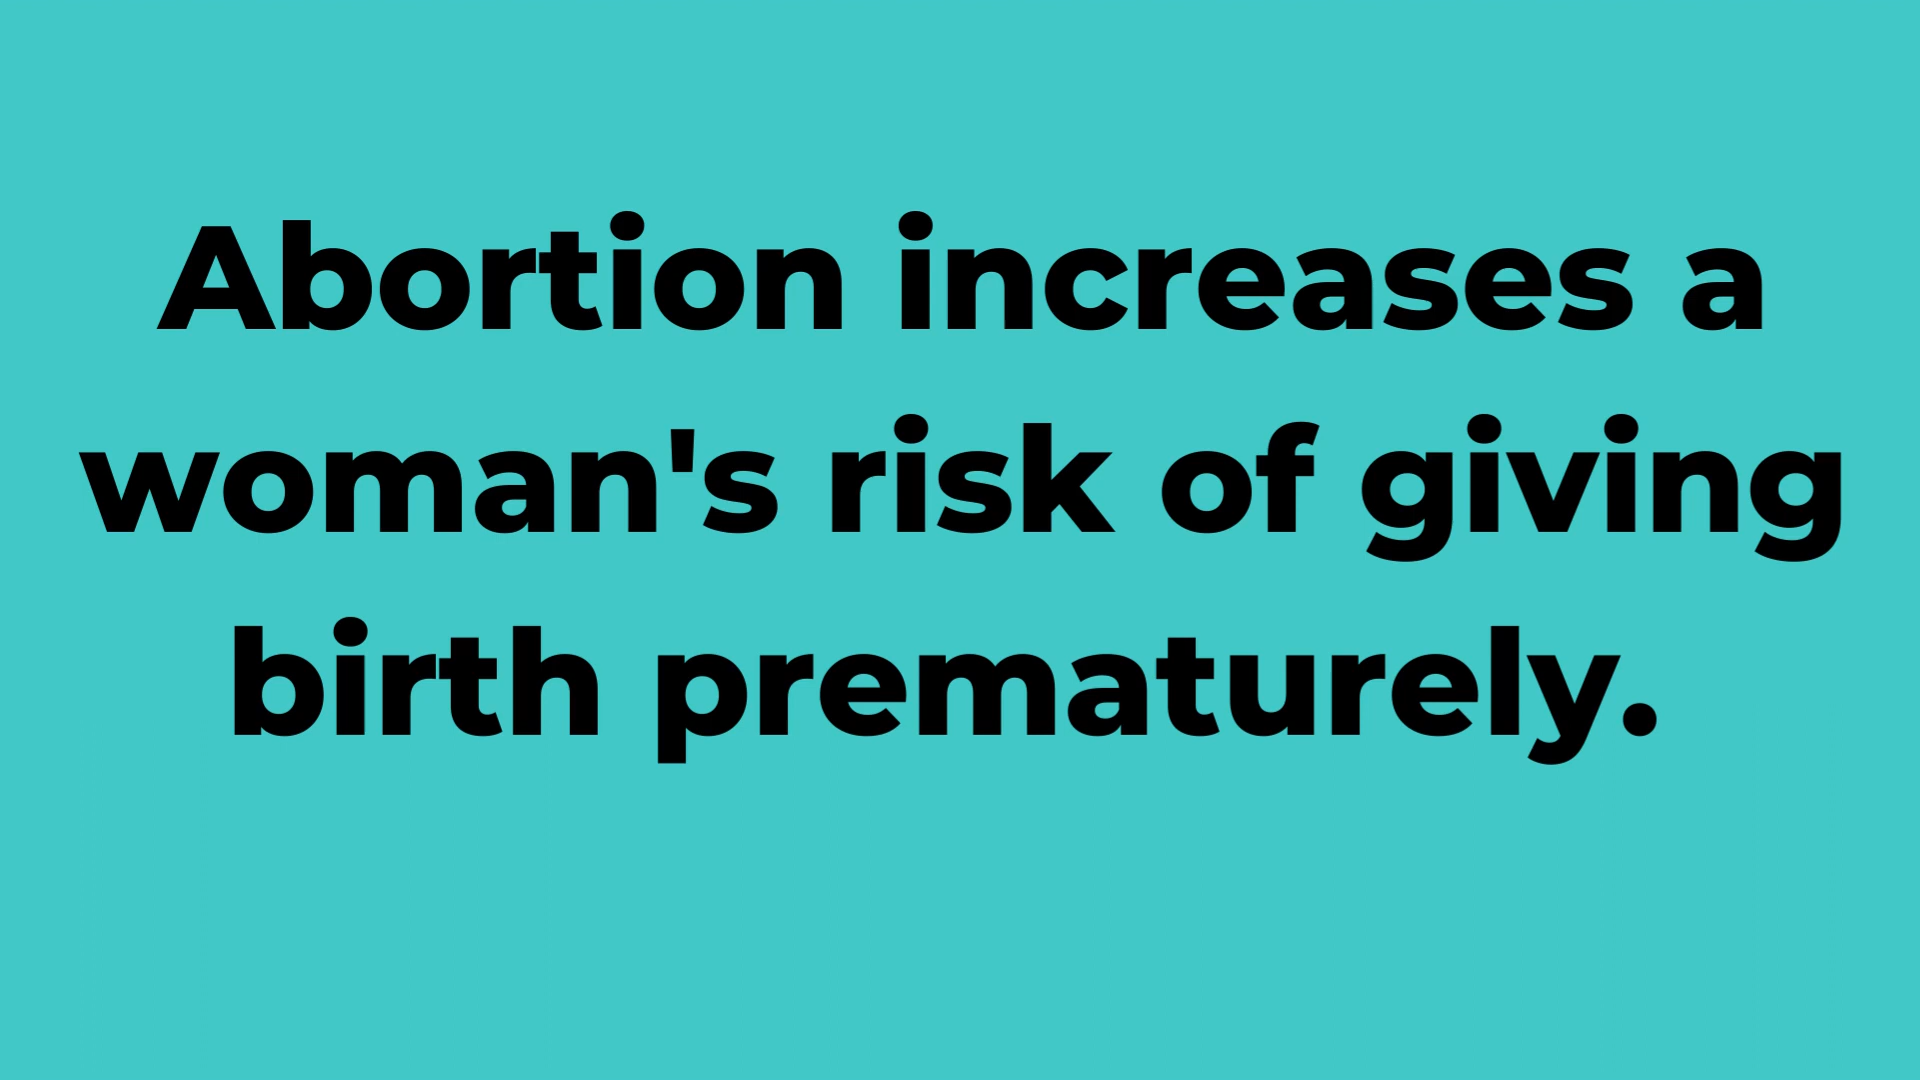 Abortion increases a
woman's risk of giving
birth prematurely.